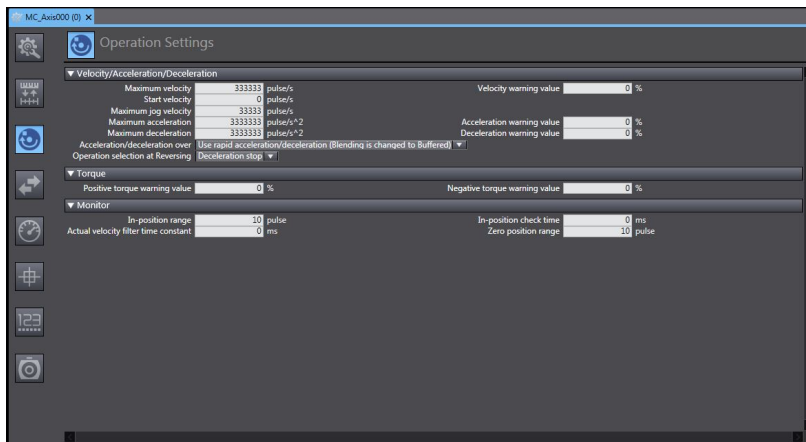 MC_Axis000 (0) ×
Operation Settings
▼ Velocity/Acceleration/Deceleration
Maximum velocity 333333 pulse/s Velocity warning value 0 %
Start velocity 0 pulse/s
Maximum jog velocity 33333 pulse/s
Maximum acceleration 3333333 pulse/s^2 Acceleration warning value 0 %
Maximum deceleration 3333333 pulse/s^2 Deceleration warning value 0 %
Acceleration/deceleration over Use rapid acceleration/deceleration (Blending is changed to Buffered) ▼
Operation selection at Reversing Deceleration stop ▼
▼ Torque
Positive torque warning value 0 % Negative torque warning value 0 %
▼ Monitor
In-position range 10 pulse In-position check time 0 ms
Actual velocity filter time constant 0 ms Zero position range 10 pulse
123